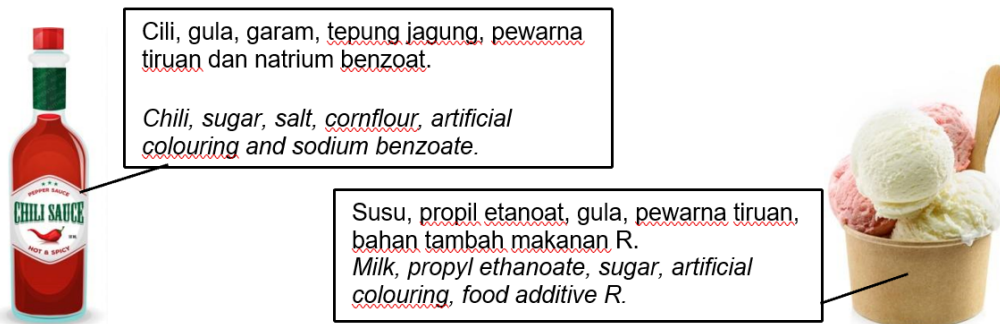 Cili, gula, garam, tepung jagung, pewarna
tiruan dan natrium benzoat.
Chili, sugar, salt, cornflour, artificial
colouring and sodium benzoate.
PEPPER SAUCE
CHILI SAUCE
HOT & SPICY
Susu, propil etanoat, gula, pewarna tiruan,
bahan tambah makanan R.
Milk, propyl ethanoate, sugar, artificial
colouring, food additive R.